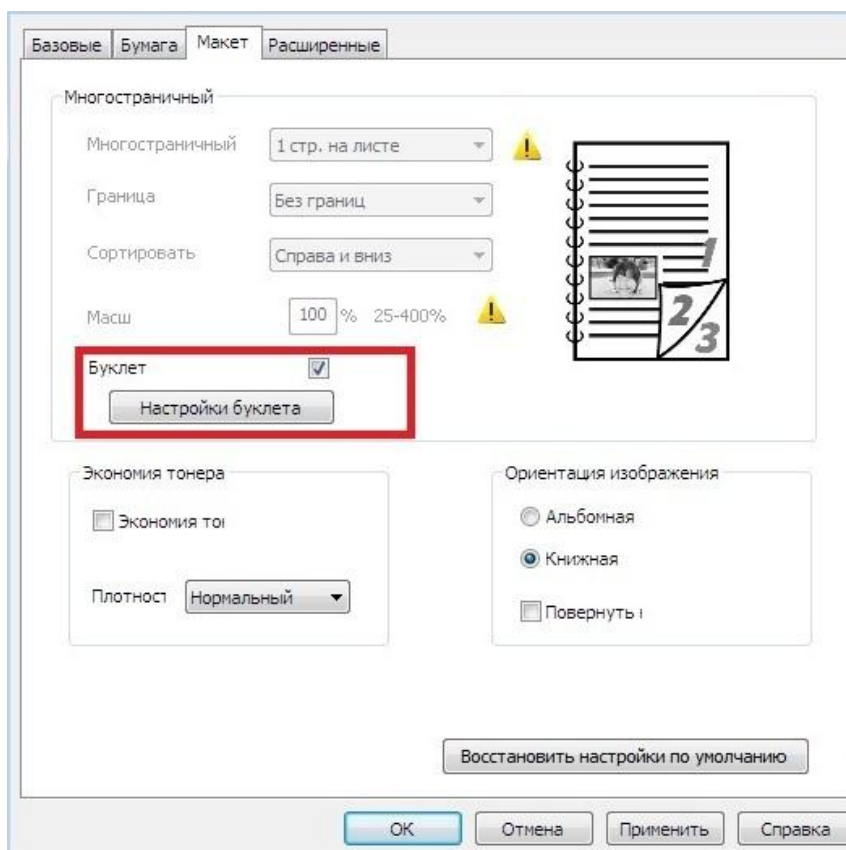 Базовые Бумага Макет Расширенные
Многостраничный
Многостраничный 1 стр. на листе
Граница Без границ
Сортировать Справа и вниз
Масш 100 % 25-400%
Буклет
Настройки буклета
1
2
3
Экономия тонера
Экономия тон
Плотност Нормальный
Ориентация изображения
Альбомная
Книжная
Повернуть
Восстановить настройки по умолчанию
ОК Отмена Применить Справка